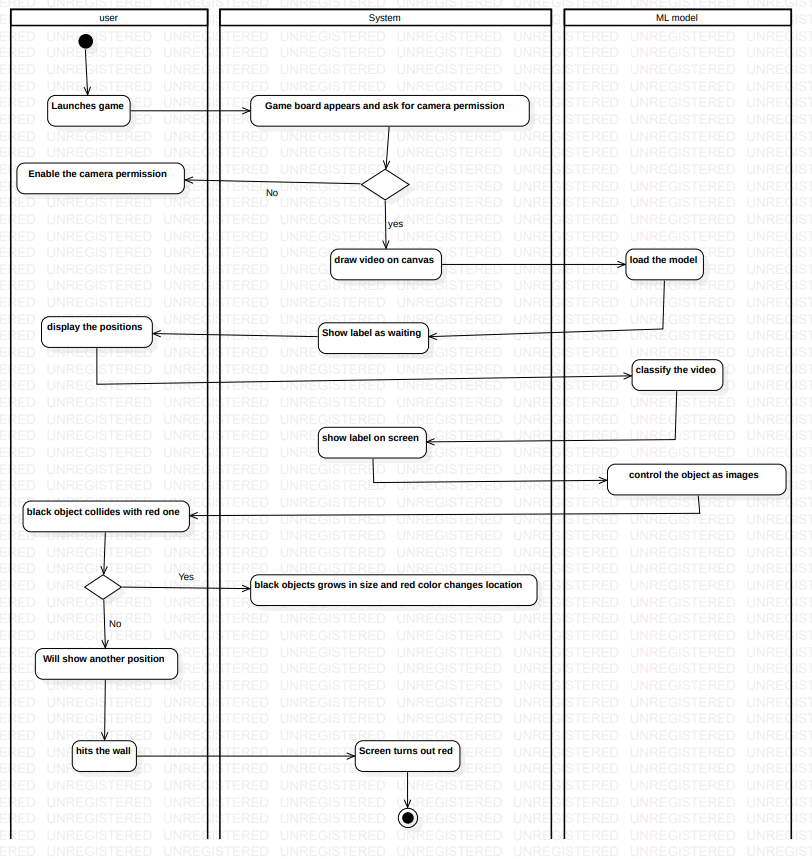 user
System
ML model
Launches game
Game board appears and ask for camera permission
Enable the camera permission
No
yes
draw video on canvas
load the model
display the positions
Show label as waiting
classify the video
show label on screen
control the object as images
black object collides with red one
Yes
black objects grows in size and red color changes location
No
Will show another position
hits the wall
Screen turns out red
UNREGISTERED